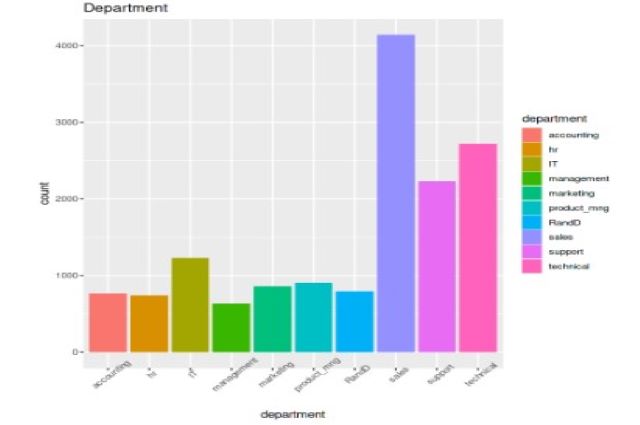 Department
4000
3000
2000
1000
0
count
accounting
hr
IT
management
marketing
product_mng
RandD
sales
support
technical
department
department
accounting
hr
IT
management
marketing
product_mng
RandD
sales
support
technical